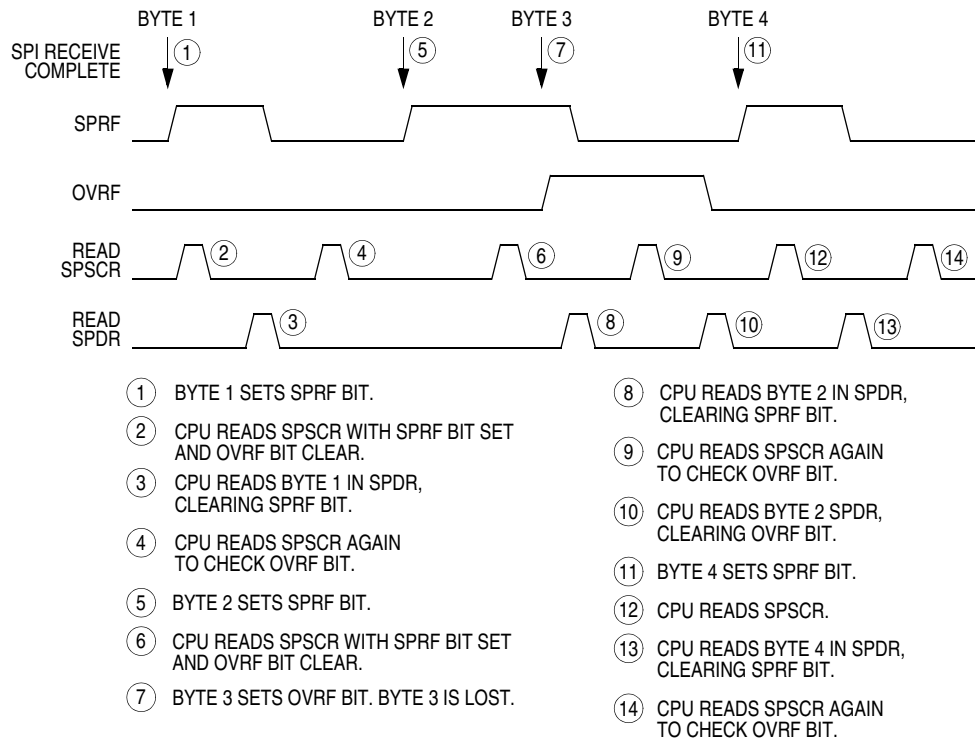 BYTE 1 BYTE 2 BYTE 3 BYTE 4
SPI RECEIVE
COMPLETE
1 5 7 11
SPRF
OVRF
READ
SPSCR
2 4 6 9 12 14
READ
SPDR
3 8 10 13
1 BYTE 1 SETS SPRF BIT.
2 CPU READS SPSCR WITH SPRF BIT SET
AND OVRF BIT CLEAR.
3 CPU READS BYTE 1 IN SPDR,
CLEARING SPRF BIT.
4 CPU READS SPSCR AGAIN
TO CHECK OVRF BIT.
5 BYTE 2 SETS SPRF BIT.
6 CPU READS SPSCR WITH SPRF BIT SET
AND OVRF BIT CLEAR.
7 BYTE 3 SETS OVRF BIT. BYTE 3 IS LOST.
8 CPU READS BYTE 2 IN SPDR,
CLEARING SPRF BIT.
9 CPU READS SPSCR AGAIN
TO CHECK OVRF BIT.
10 CPU READS BYTE 2 SPDR,
CLEARING OVRF BIT.
11 BYTE 4 SETS SPRF BIT.
12 CPU READS SPSCR.
13 CPU READS BYTE 4 IN SPDR,
CLEARING SPRF BIT.
14 CPU READS SPSCR AGAIN
TO CHECK OVRF BIT.